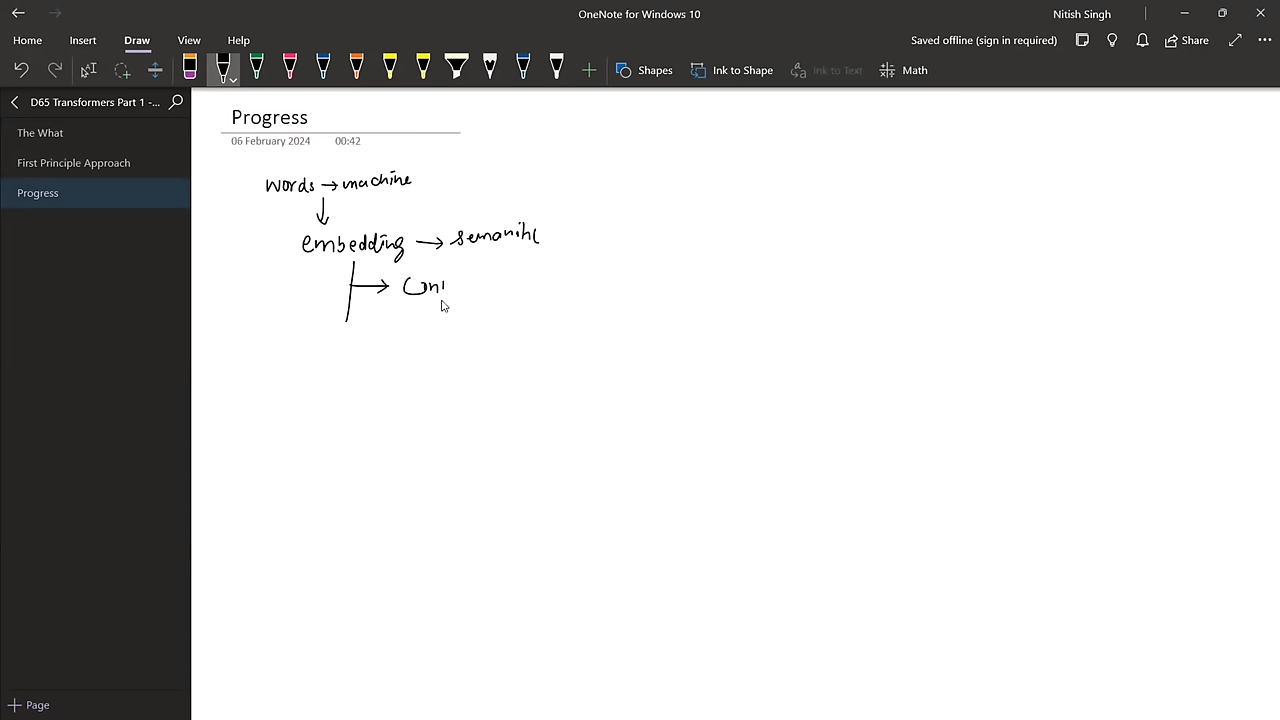 OneNote for Windows 10
Nitish Singh
Home Insert Draw View Help
Saved offline (sign in required)
Share
Shapes
Ink to Shape
Ink to Text
Math
D65 Transformers Part 1 -...
The What
First Principle Approach
Progress
Page
Progress
06 February 2024 00:42
words → machine
embedding → semantic